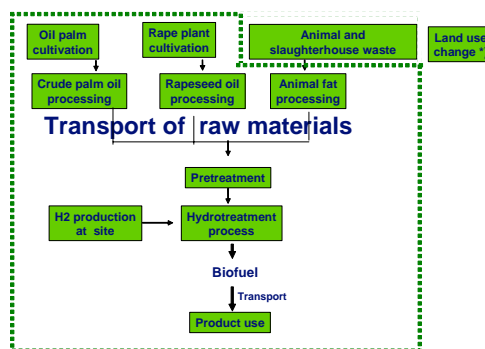 Oil palm
cultivation
Rape plant
cultivation
Animal and
slaughterhouse waste
Land use
change *
Crude palm oil
processing
Rapeseed oil
processing
Animal fat
processing
Transport of raw materials
Pretreatment
H2 production
at site
Hydrotreatment
process
Biofuel
Transport
Product use